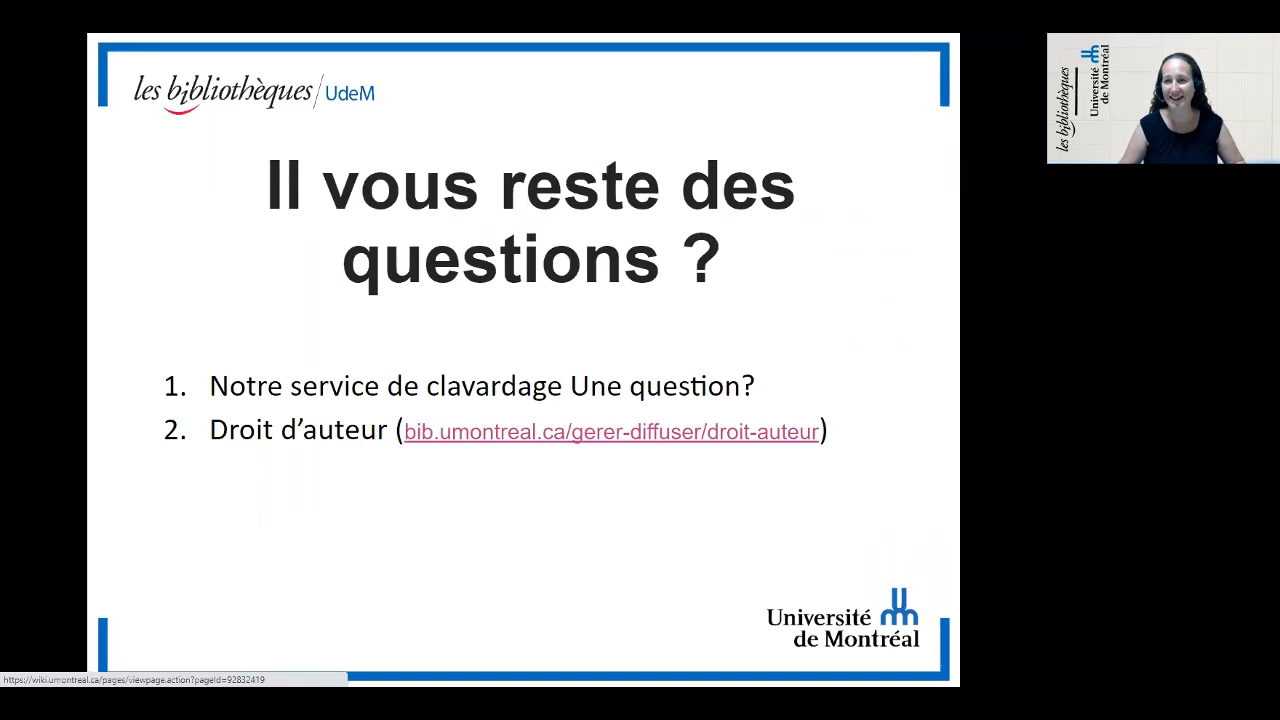 les bibliothèques/UdeM
Il vous reste des
questions ?
1. Notre service de clavardage Une question?
2. Droit d’auteur (bib.umontreal.ca/gerer-diffuser/droit-auteur)
Université
de Montréal
https://wiki.umontreal.ca/pages/viewpage.action?pageId=92832419
les bibliothèques
Université
de Montréal